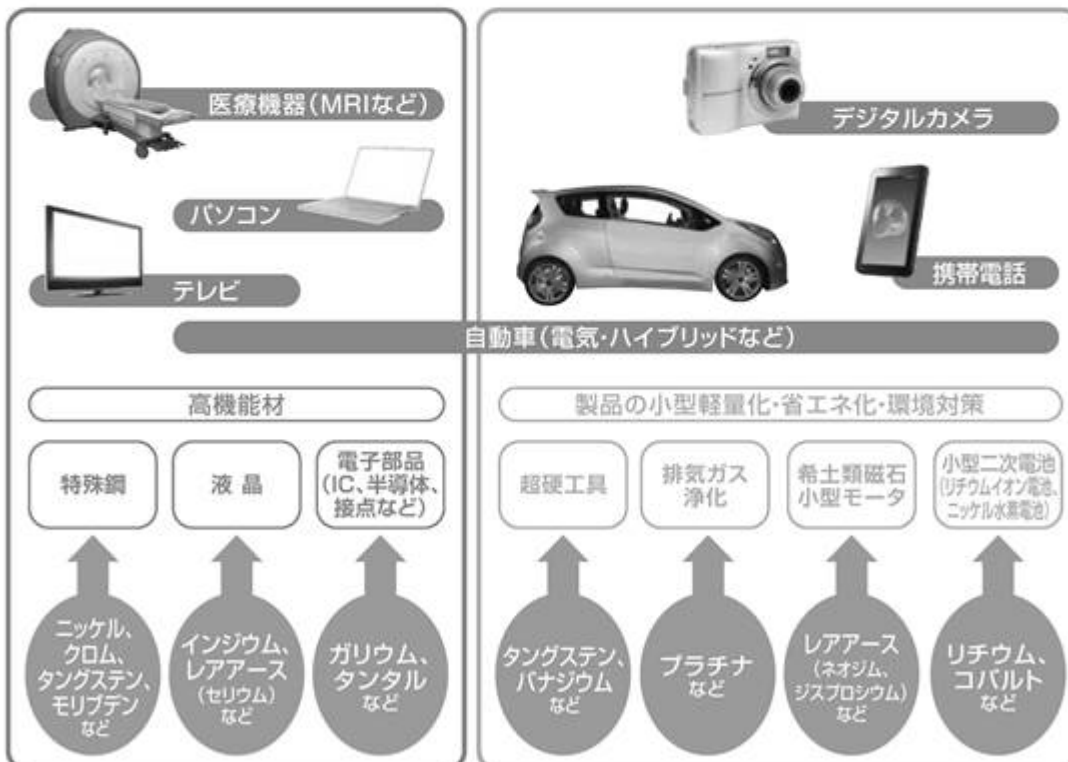 医療機器(MRIなど)
デジタルカメラ
パソコン
携帯電話
テレビ
自動車(電気・ハイブリッドなど)
高機能材
製品の小型軽量化・省エネ化・環境対策
特殊鋼
液晶
電子部品
(IC、半導体、
接点など)
超硬工具
排気ガス
浄化
希土類磁石
小型モータ
小型二次電池
(リチウムイオン電池、
ニッケル水素電池)
ニッケル、
クロム、
タングステン、
モリブデン
など
インジウム、
レアアース
(セリウム)
など
ガリウム、
タンタル
など
タングステン、
バナジウム
など
プラチナ
など
レアアース
(ネオジム、
ジスプロシウム)
など
リチウム、
コバルト
など